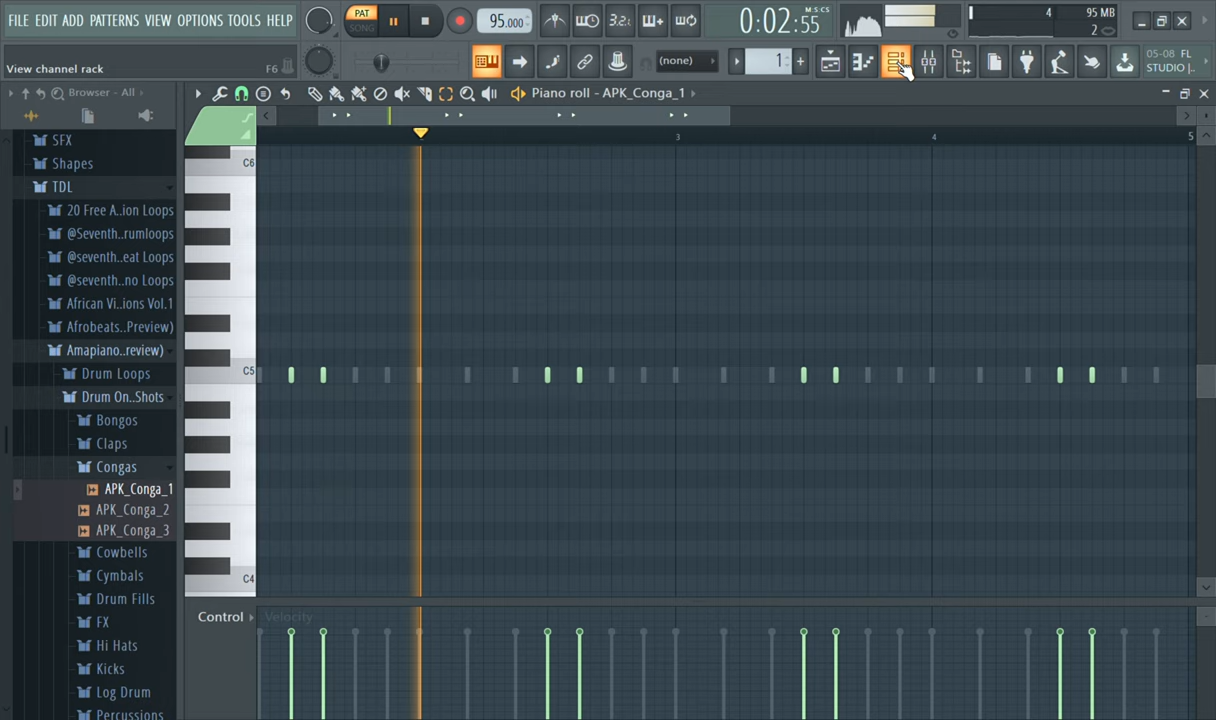 FILE EDIT ADD PATTERNS VIEW OPTIONS TOOLS HELP
PAT
SONG
95.000
3.2.
0:02:55
M:S:CS
4
95 MB
2
View channel rack
F6
(none)
1
05-08 FL
STUDIO |..
Browser - All
Piano roll - APK_Conga_1
3
4
5
SFX
Shapes
TDL
20 Free A..ion Loops
@Seventh..rumloops
@seventh..eat Loops
@seventh..no Loops
African Vi..ions Vol.1
Afrobeats..Preview)
Amapiano..review)
Drum Loops
Drum On..Shots
Bongos
Claps
Congas
APK_Conga_1
APK_Conga_2
APK_Conga_3
Cowbells
Cymbals
Drum Fills
FX
Hi Hats
Kicks
Log Drum
Percussions
C6
C5
C4
Control
Velocity